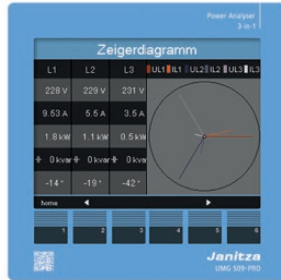 Power Analyser
3-in-1
Zeigerdiagramm
L1 L2 L3 UL1 IL1 UL2 IL2 UL3 IL3
228 V 229 V 231 V
9.53 A 5.5 A 3.5 A
1.8 kW 1.1 kW 0.5 kW
0 kvar 0 kvar 0 kvar
-14° -19° -42°
home ◀ ▶
1 2 3 4 5 6
Janitza
UMG 509-PRO